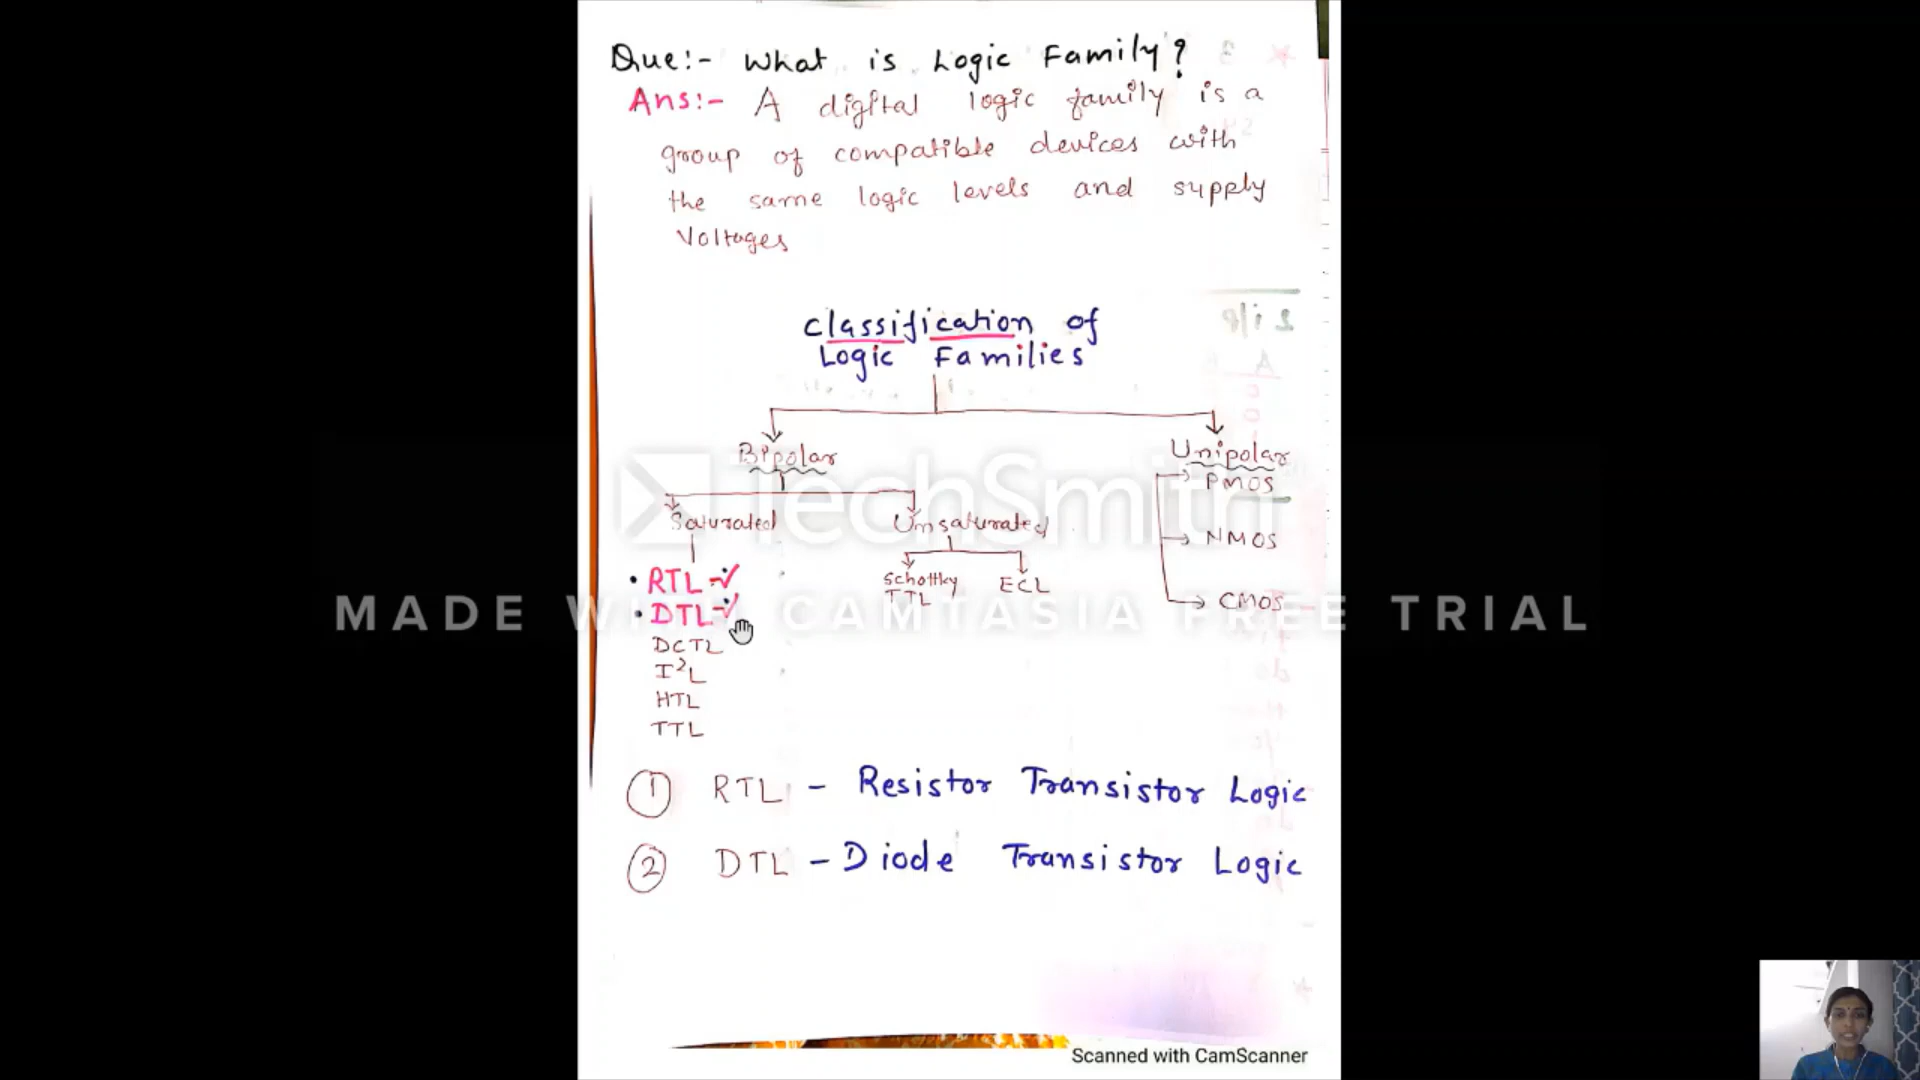 Que:- What is Logic Family?
Ans:- A digital logic family is a
group of compatible devices with
the same logic levels and supply
Voltages
Classification of
Logic Families
Bipolar
Unipolar
Saturated
Unsaturated
PMOS
NMOS
CMOS
Schottky
TTL
ECL
• RTL -✓
• DTL -✓
DCTL
I²L
HTL
TTL
① RTL - Resistor Transistor Logic
② DTL - Diode Transistor Logic
TechSmith
MADE WITH CAMTASIA FREE TRIAL
Scanned with CamScanner